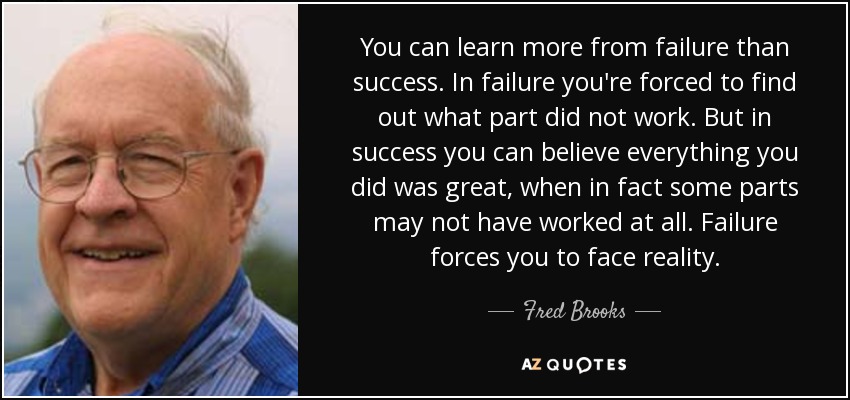 You can learn more from failure than
success. In failure you're forced to find
out what part did not work. But in
success you can believe everything you
did was great, when in fact some parts
may not have worked at all. Failure
forces you to face reality.
Fred Brooks
AZ QUOTES